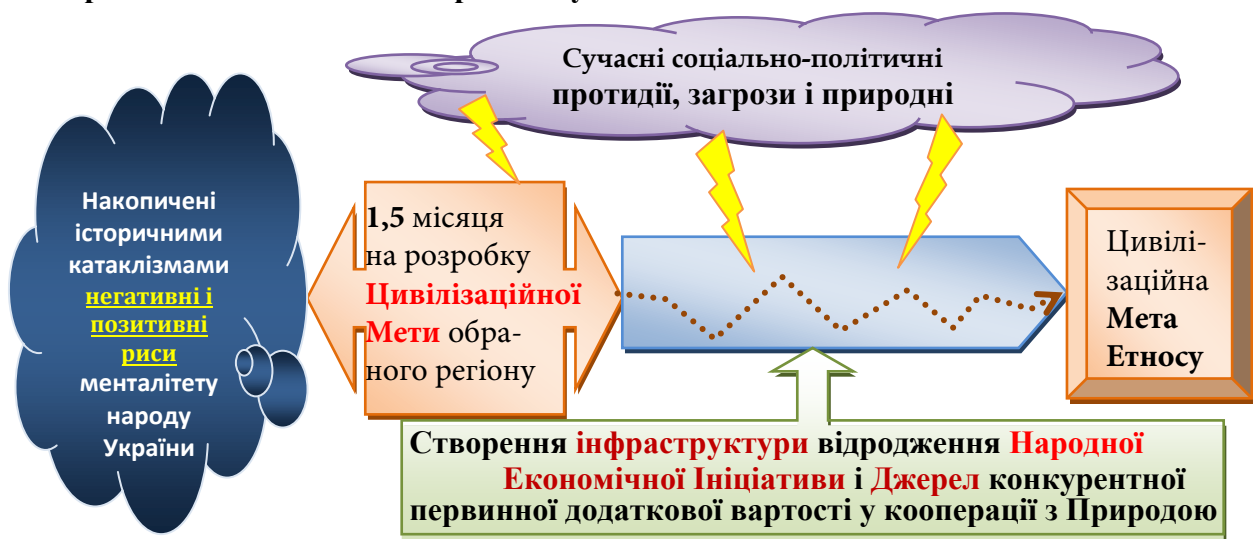 Сучасні соціально-політичні
протидії, загрози і природні
Накопичені
історичними
катаклізмами
негативні і
позитивні
риси
менталітету
народу
України
1,5 місяця
на розробку
Цивілізаційної
Мети обра-
ного регіону
Цивілі-
заційна
Мета
Етносу
Створення інфраструктури відродження Народної
Економічної Ініціативи і Джерел конкурентної
первинної додаткової вартості у кооперації з Природою